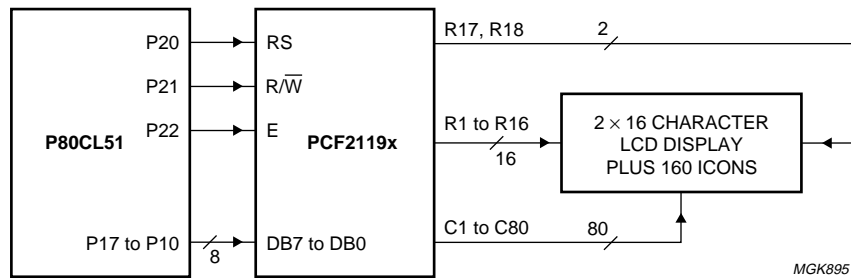 P80CL51
P20
P21
P22
P17 to P10
8
RS
R/W̅
E
PCF2119x
DB7 to DB0
R17, R18
2
R1 to R16
16
C1 to C80
80
2 × 16 CHARACTER
LCD DISPLAY
PLUS 160 ICONS
MGK895